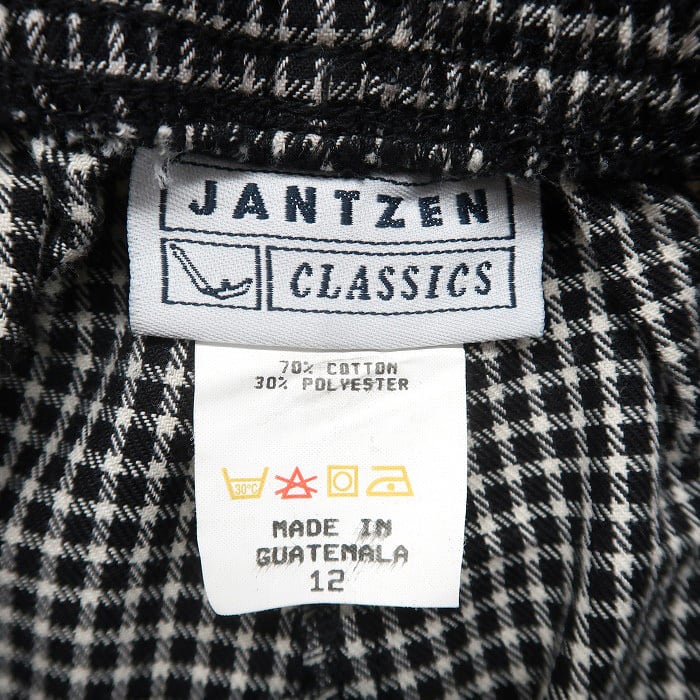 JANTZEN
CLASSICS
70% COTTON
30% POLYESTER
30°C
MADE IN
GUATEMALA
12